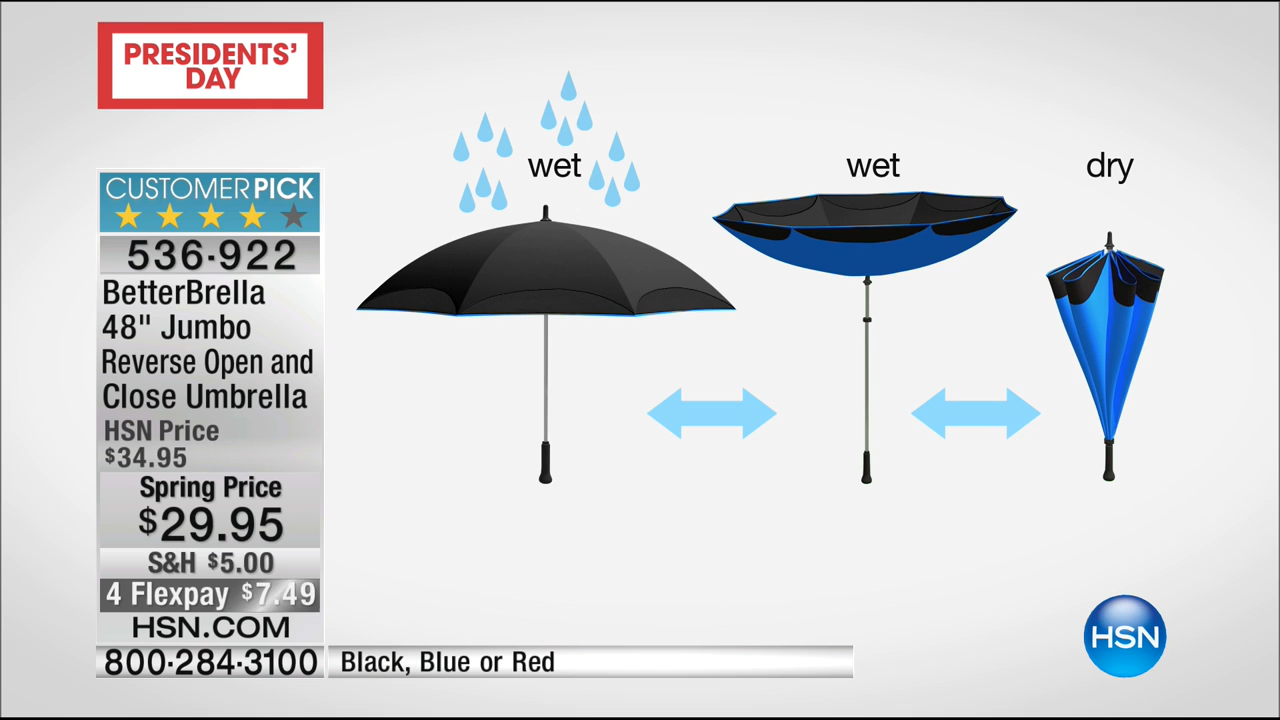 PRESIDENTS'
DAY
CUSTOMER PICK
536·922
BetterBrella
48" Jumbo
Reverse Open and
Close Umbrella
HSN Price
$34.95
Spring Price
$29.95
S&H $5.00
4 Flexpay $7.49
HSN.COM
800·284·3100
Black, Blue or Red
wet
wet
dry
HSN